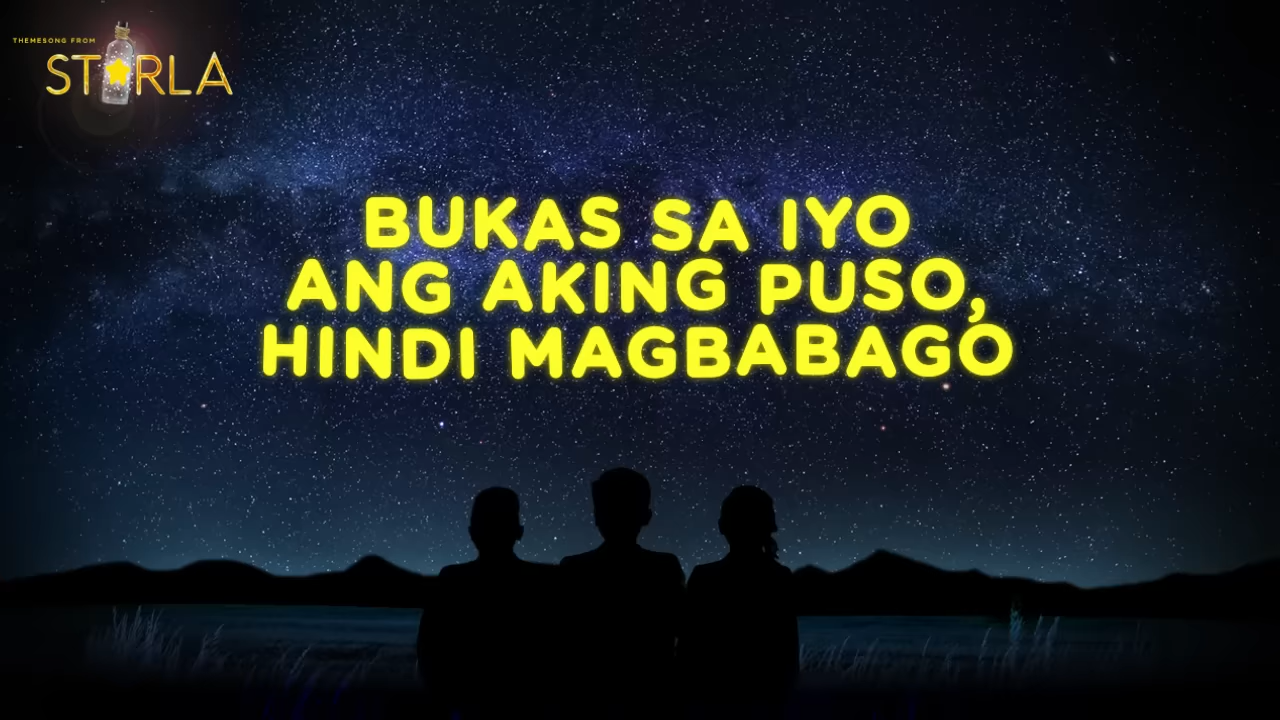 THEMESONG FROM
STARLA
BUKAS SA IYO
ANG AKING PUSO,
HINDI MAGBABAGO